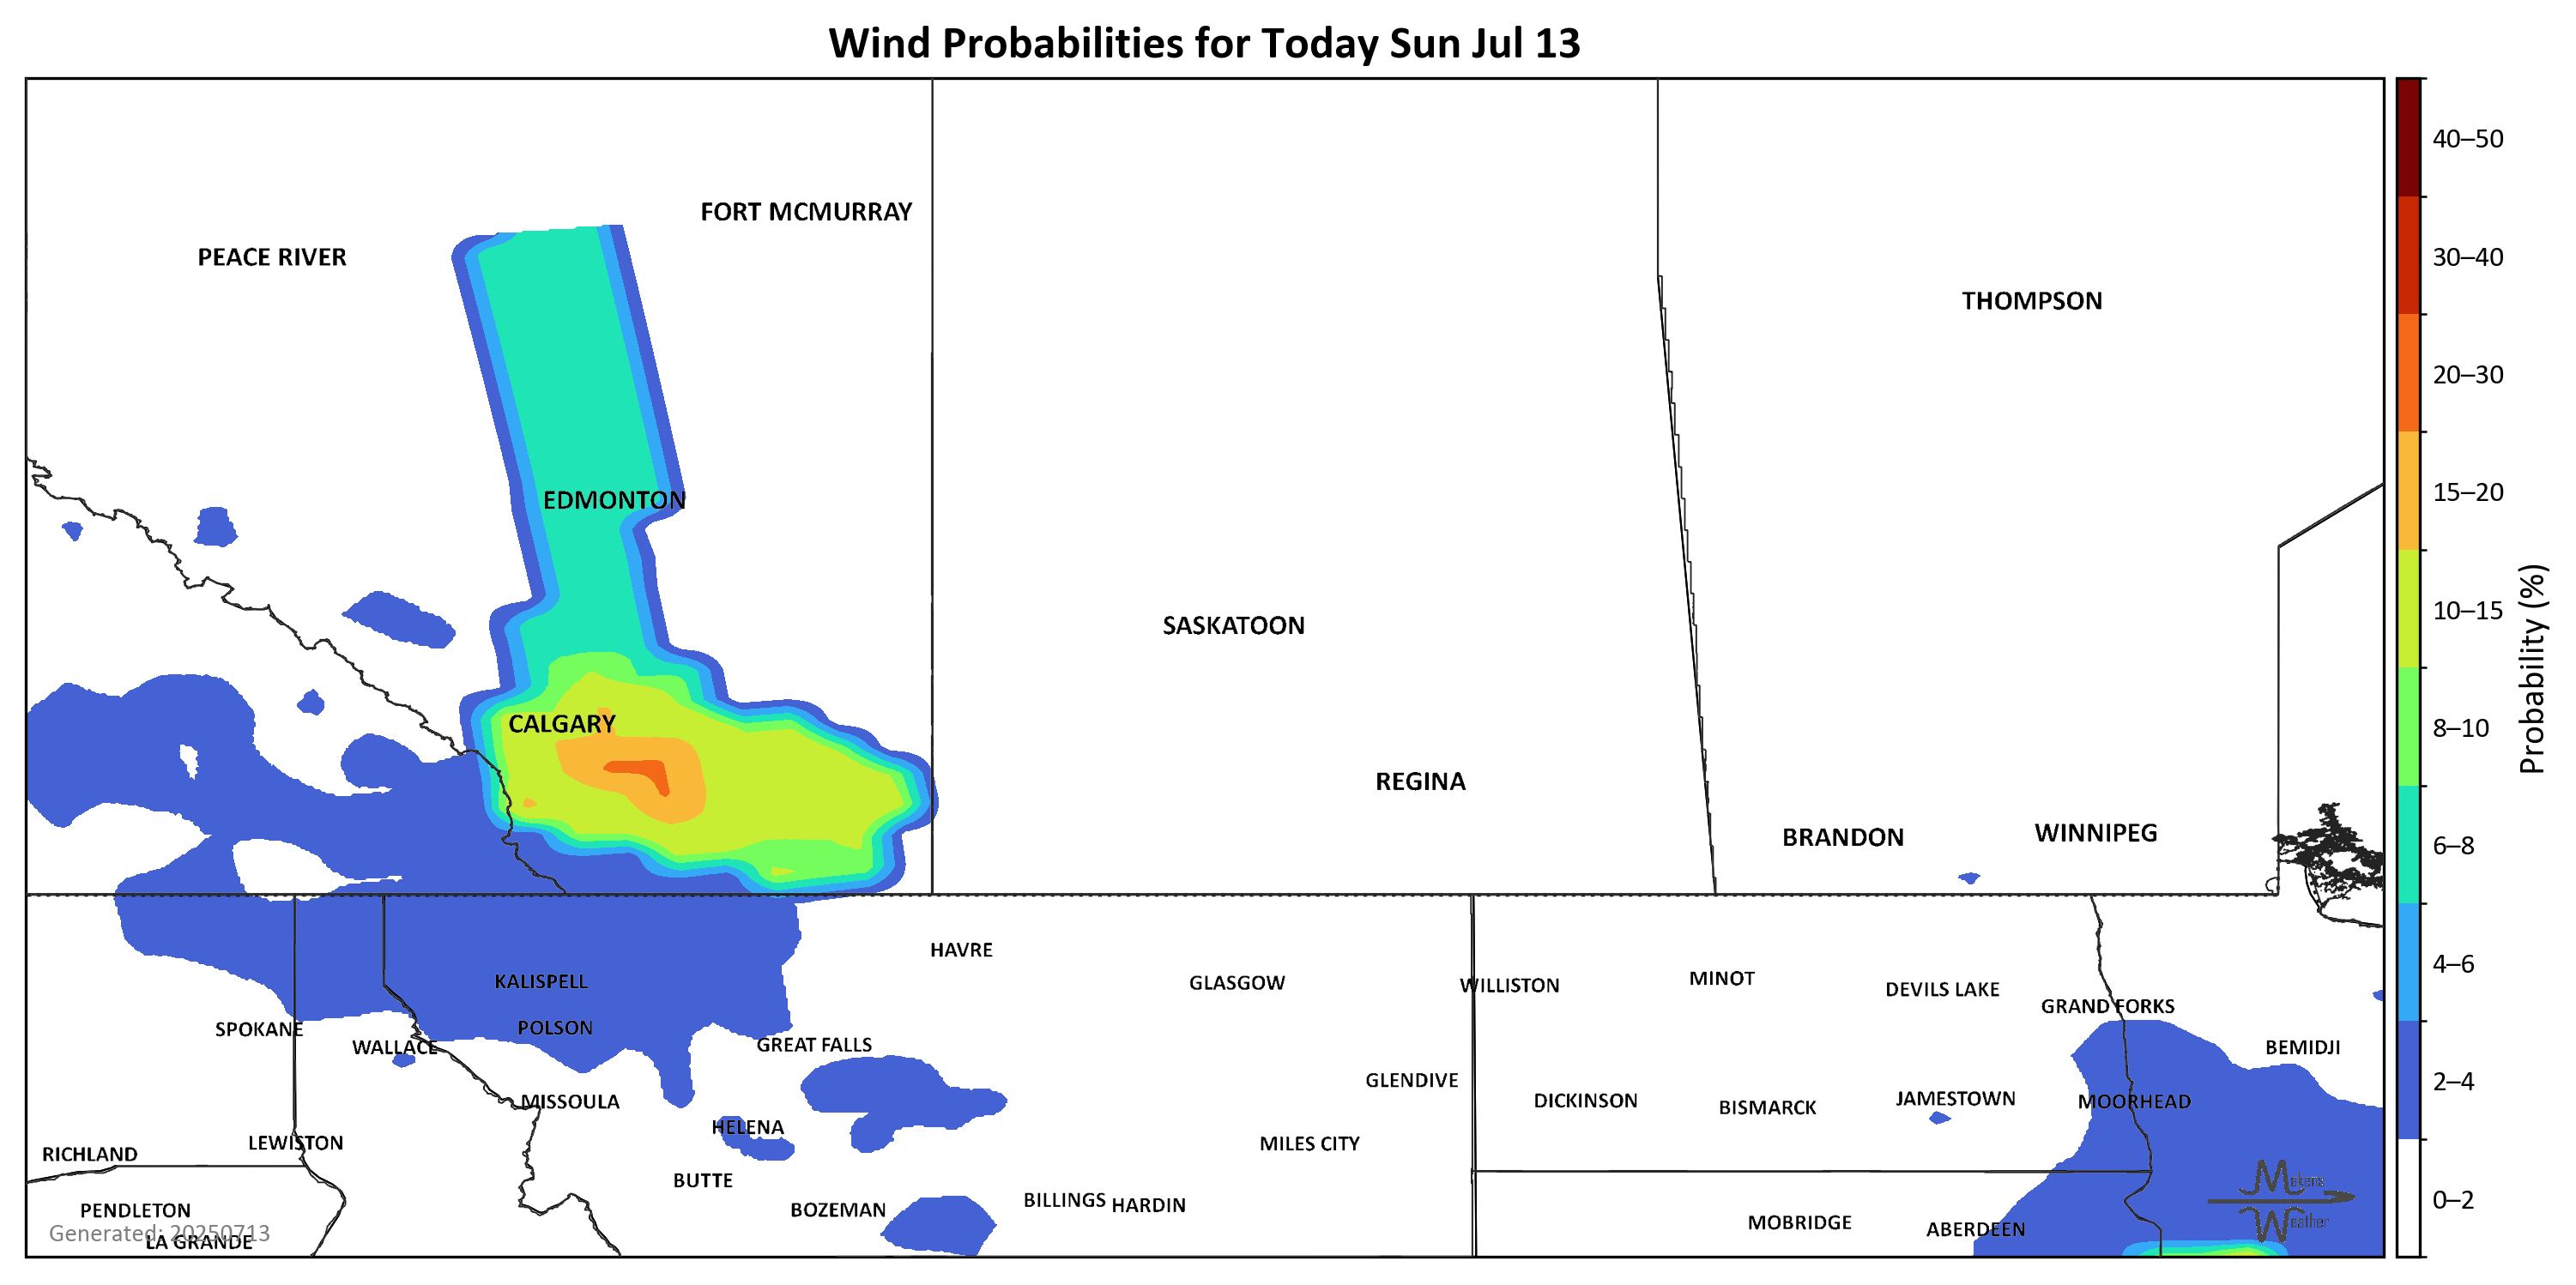 Wind Probabilities for Today Sun Jul 13
40–50
FORT MCMURRAY
PEACE RIVER
30–40
THOMPSON
20–30
EDMONTON
15–20
SASKATOON
10–15
Probability (%)
CALGARY
8–10
REGINA
BRANDON
WINNIPEG
6–8
HAVRE
4–6
KALISPELL
GLASGOW
WILLISTON
MINOT
DEVILS LAKE
GRAND FORKS
SPOKANE
POLSON
WALLACE
GREAT FALLS
BEMIDJI
GLENDIVE
2–4
MISSOULA
DICKINSON
BISMARCK
JAMESTOWN
MOORHEAD
HELENA
LEWISTON
MILES CITY
RICHLAND
BUTTE
Mokens
0–2
PENDLETON
BOZEMAN
BILLINGS
HARDIN
MOBRIDGE
ABERDEEN
Weather
Generated: 20250713
LA GRANDE